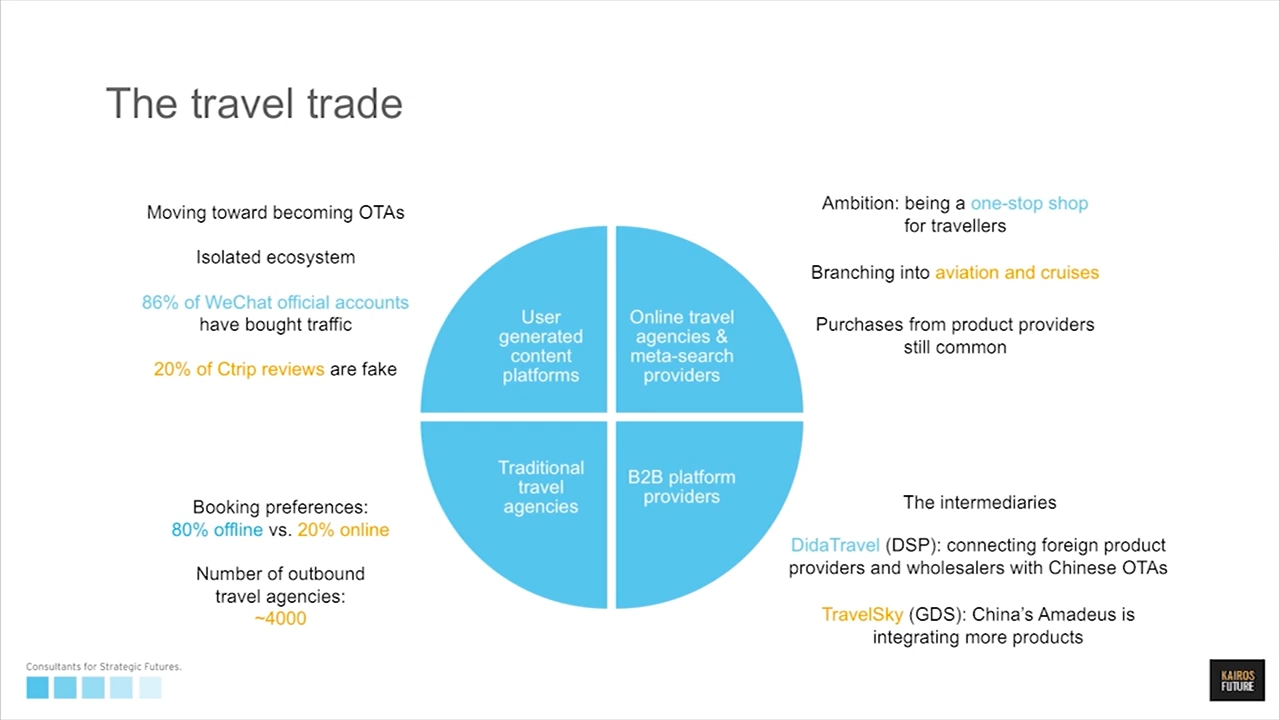 The travel trade
Moving toward becoming OTAs
Isolated ecosystem
86% of WeChat official accounts
have bought traffic
20% of Ctrip reviews are fake
Ambition: being a one-stop shop
for travellers
Branching into aviation and cruises
Purchases from product providers
still common
User
generated
content
platforms
Online travel
agencies &
meta-search
providers
Traditional
travel
agencies
B2B platform
providers
Booking preferences:
80% offline vs. 20% online
Number of outbound
travel agencies:
~4000
The intermediaries
DidaTravel (DSP): connecting foreign product
providers and wholesalers with Chinese OTAs
TravelSky (GDS): China’s Amadeus is
integrating more products
Consultants for Strategic Futures.
KAIROS
FUTURE